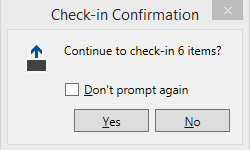 Check-in Confirmation
Continue to check-in 6 items?
Don't prompt again
Yes No